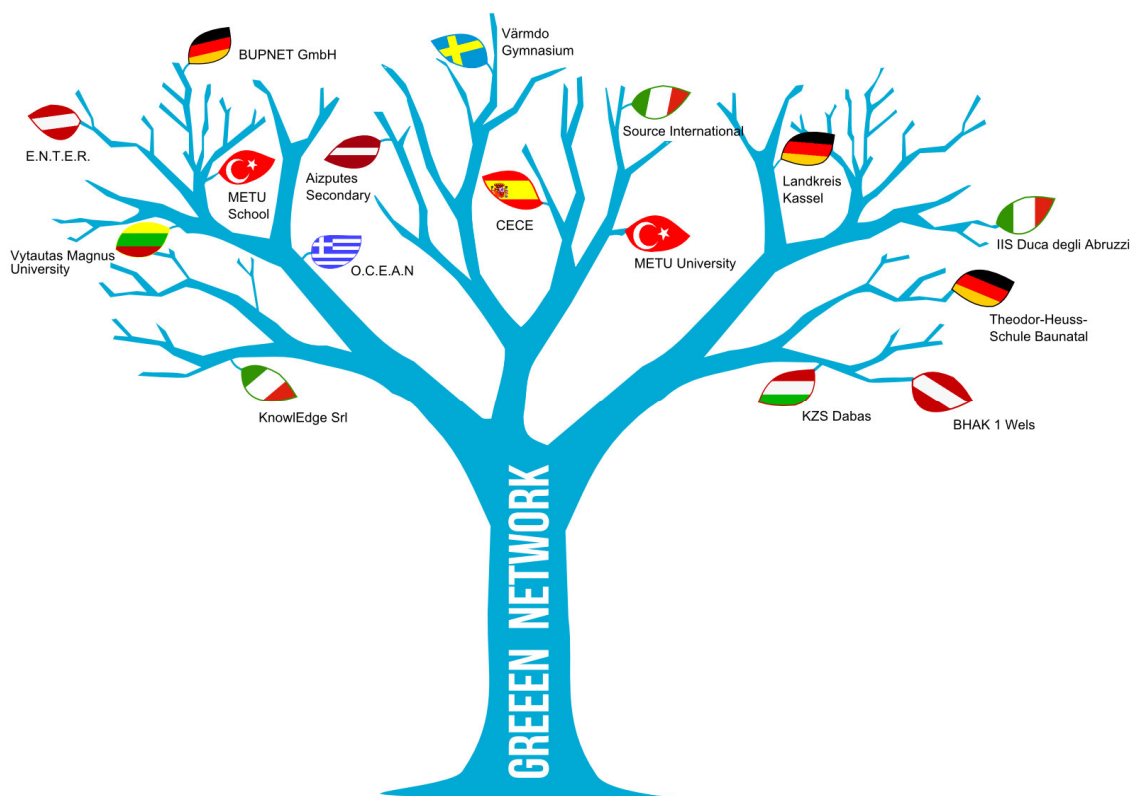 Värmdo
Gymnasium
BUPNET GmbH
Source International
E.N.T.E.R.
METU
School
Aizputes
Secondary
Landkreis
Kassel
CECE
Vytautas Magnus
University
O.C.E.A.N
METU University
IIS Duca degli Abruzzi
Theodor-Heuss-
Schule Baunatal
KnowlEdge Srl
KZS Dabas
BHAK 1 Wels
GREEEN NETWORK